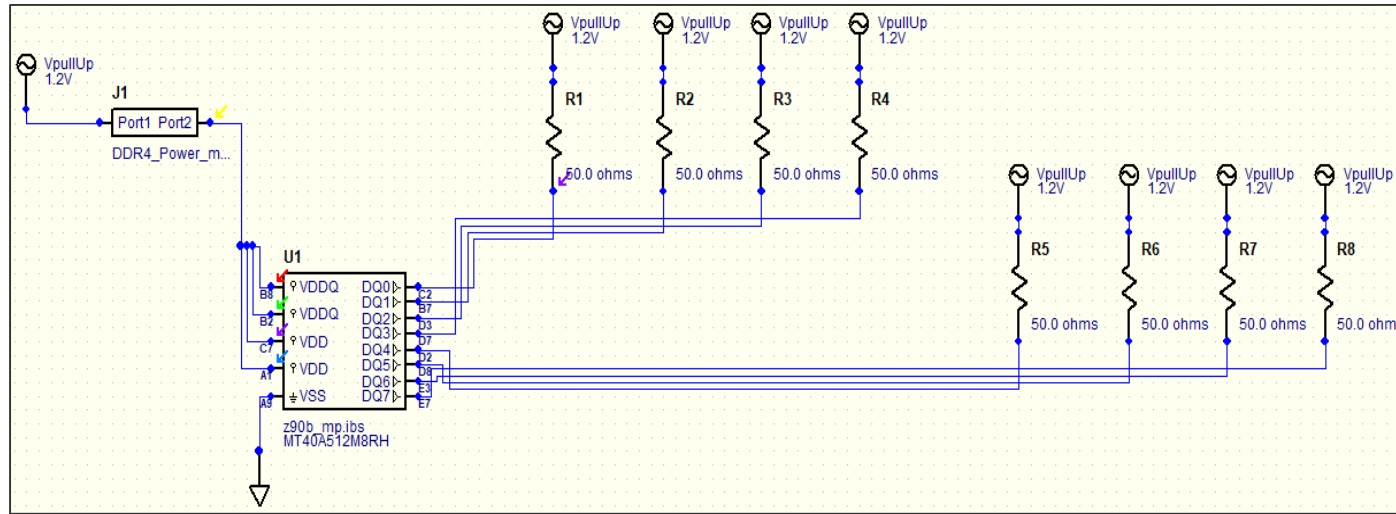 VpullUp
1.2V
VpullUp
1.2V
VpullUp
1.2V
VpullUp
1.2V
VpullUp
1.2V
J1
Port1 Port2
DDR4_Power_m...
R1
R2
R3
R4
50.0 ohms
50.0 ohms
50.0 ohms
50.0 ohms
VpullUp
1.2V
VpullUp
1.2V
VpullUp
1.2V
VpullUp
1.2V
R5
R6
R7
R8
50.0 ohms
50.0 ohms
50.0 ohms
50.0 ohm
U1
B8 VDDQ DQ0 C2
DQ1 B7
B2 VDDQ DQ2 D3
DQ3 D7
C7 VDD DQ4 D2
DQ5 D8
A1 VDD DQ6 E3
A9 VSS DQ7 E7
z90b_mp.ibs
MT40A512M8RH